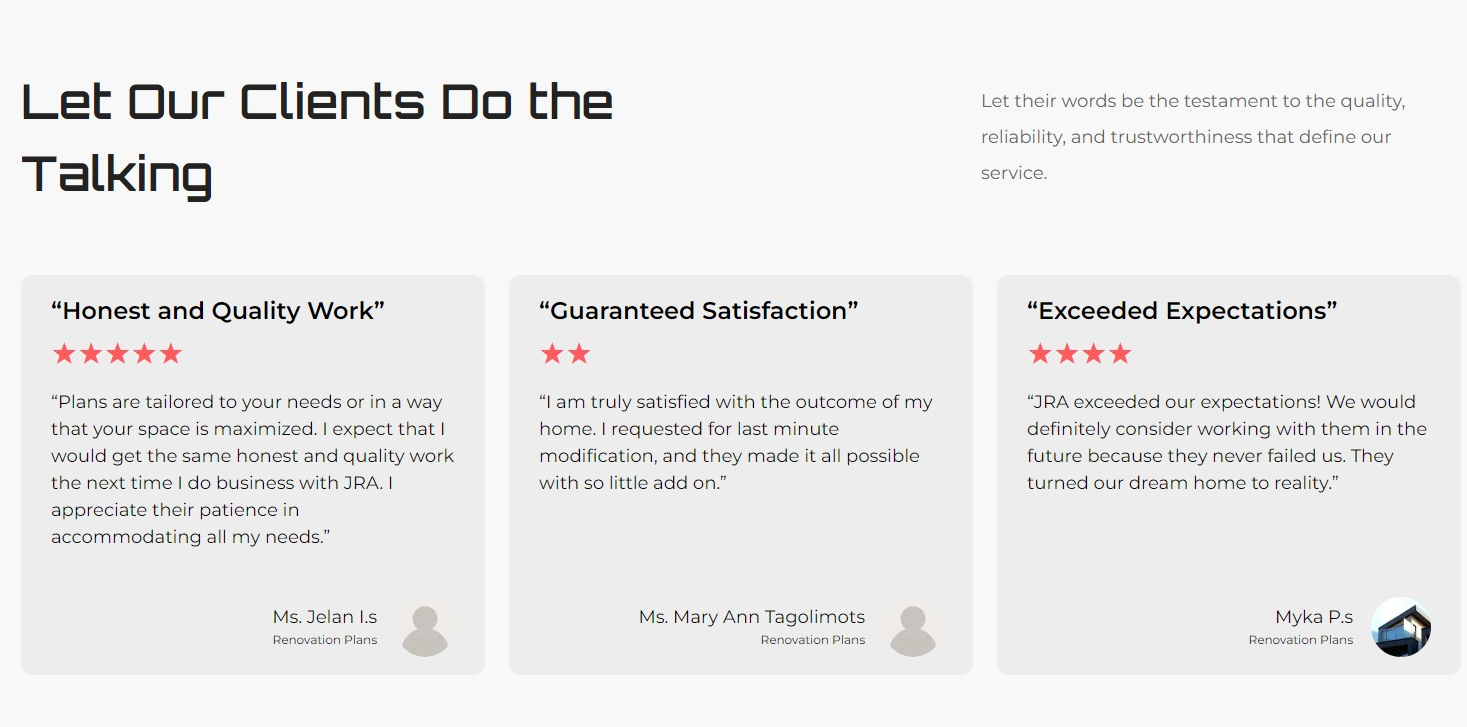 Let Our Clients Do the
Talking
Let their words be the testament to the quality,
reliability, and trustworthiness that define our
service.
“Honest and Quality Work”
“Plans are tailored to your needs or in a way
that your space is maximized. I expect that I
would get the same honest and quality work
the next time I do business with JRA. I
appreciate their patience in
accommodating all my needs.”
Ms. Jelan I.s
Renovation Plans
“Guaranteed Satisfaction”
“I am truly satisfied with the outcome of my
home. I requested for last minute
modification, and they made it all possible
with so little add on.”
Ms. Mary Ann Tagolimots
Renovation Plans
“Exceeded Expectations”
“JRA exceeded our expectations! We would
definitely consider working with them in the
future because they never failed us. They
turned our dream home to reality.”
Myka P.s
Renovation Plans